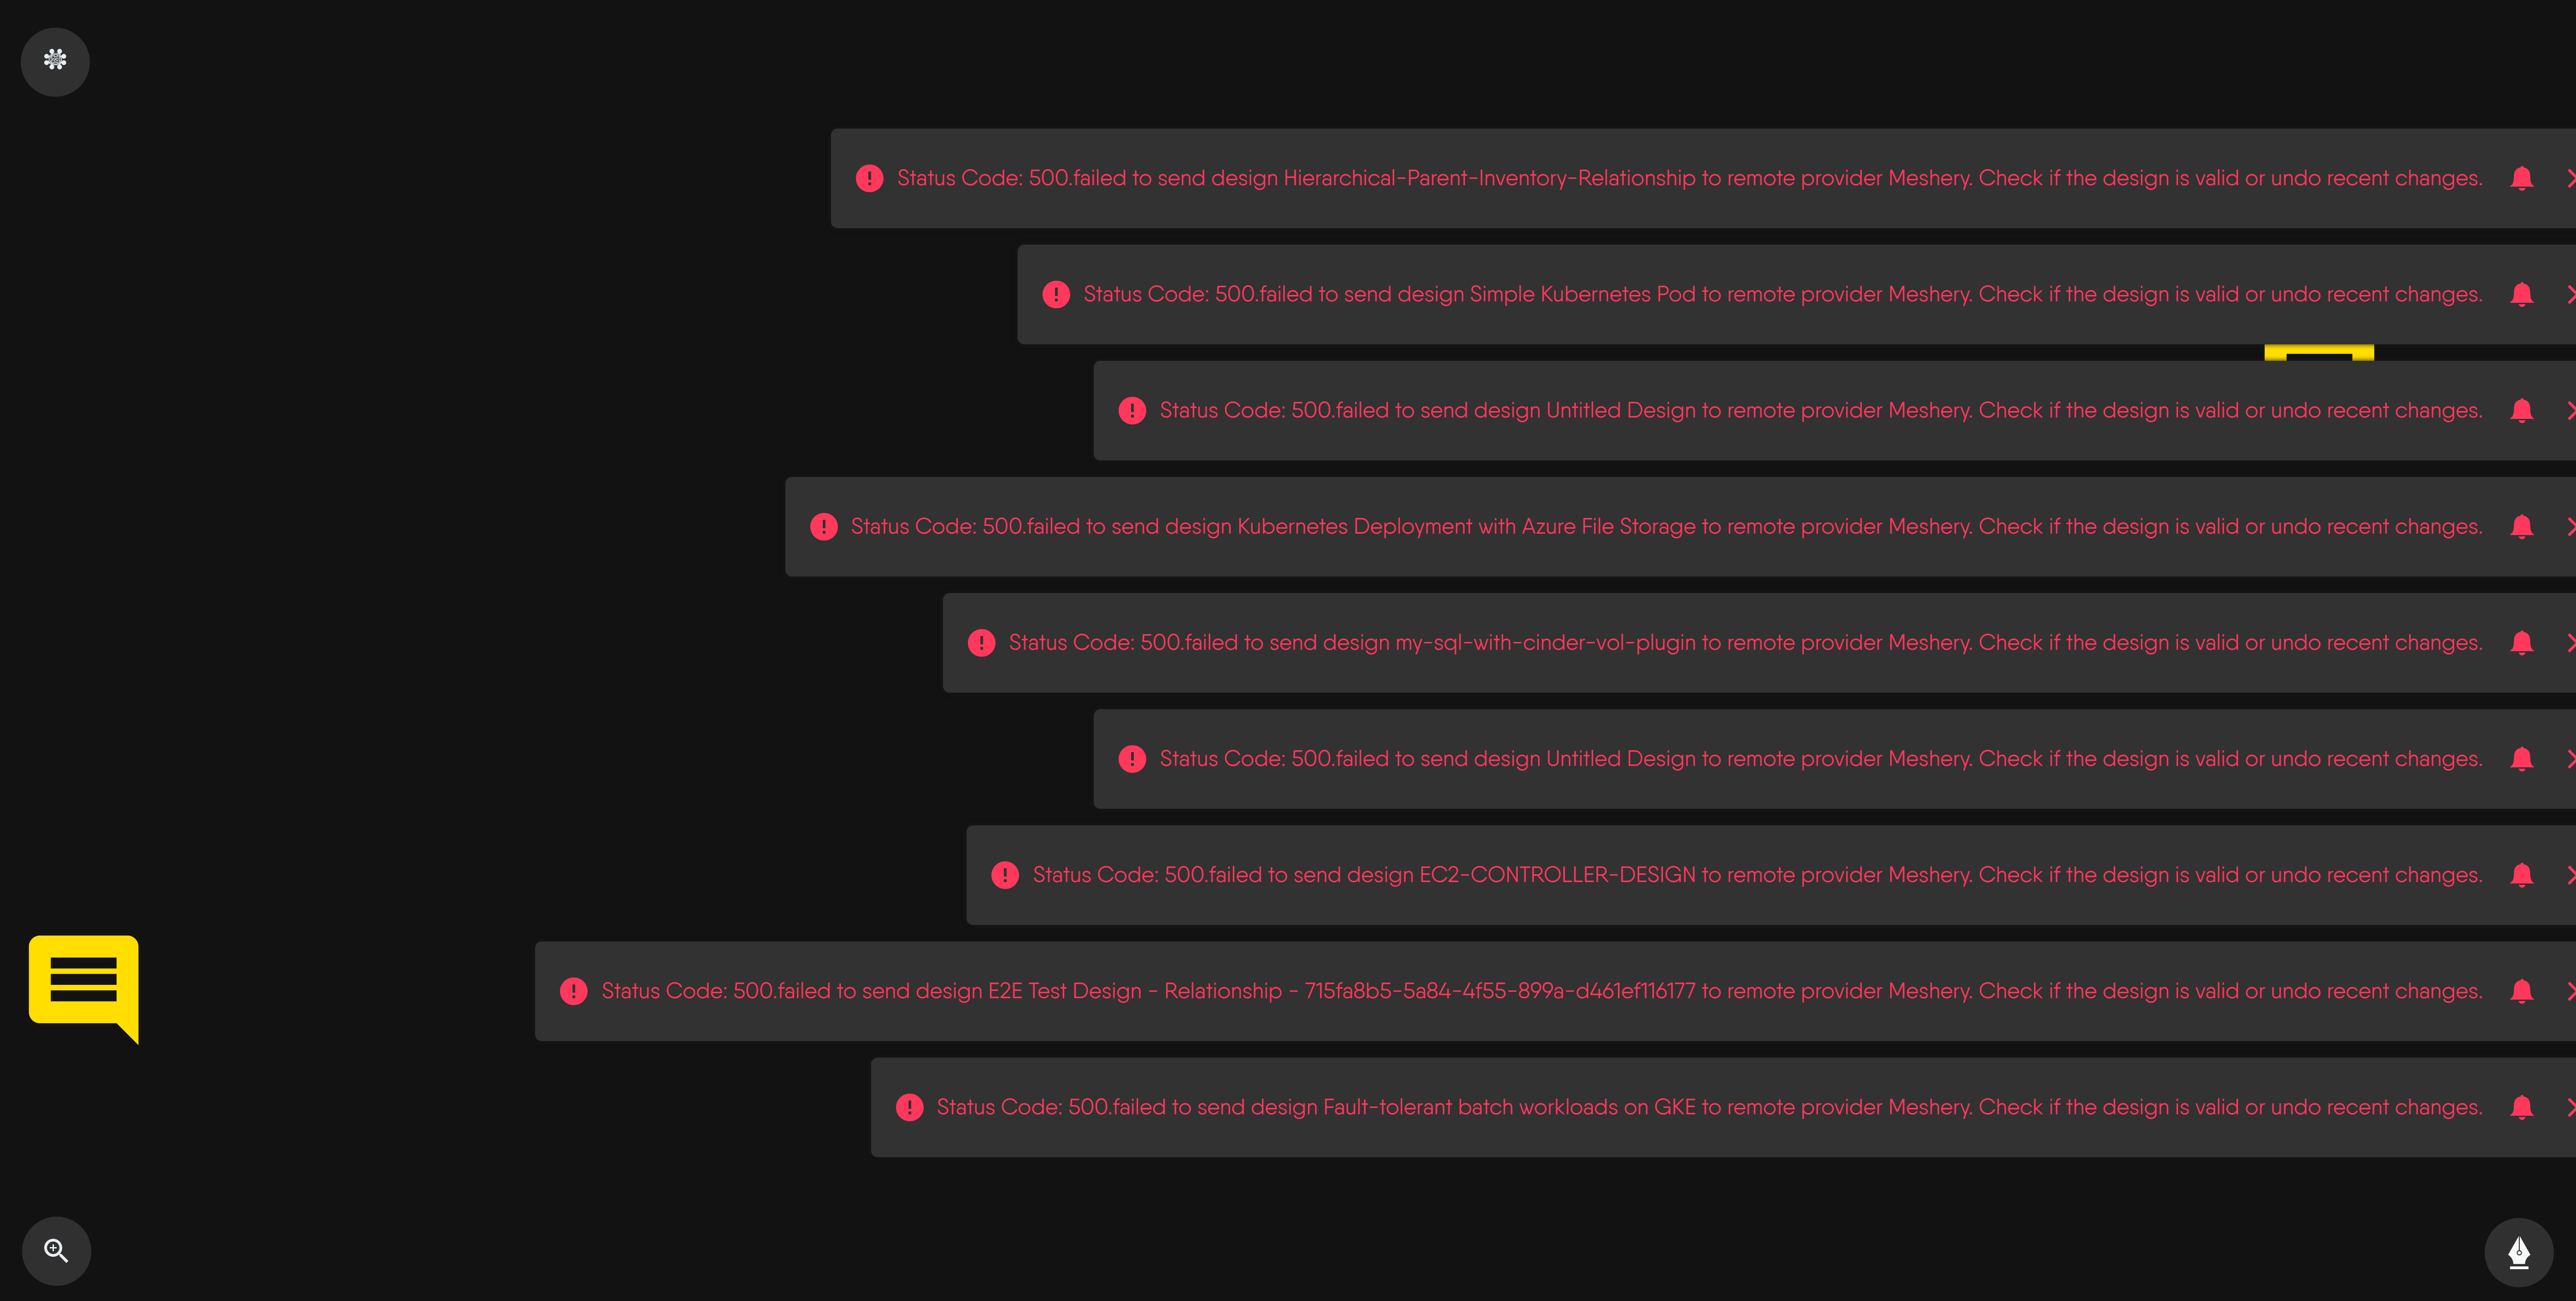 Status Code: 500.failed to send design Hierarchical-Parent-Inventory-Relationship to remote provider Meshery. Check if the design is valid or undo recent changes.
Status Code: 500.failed to send design Simple Kubernetes Pod to remote provider Meshery. Check if the design is valid or undo recent changes.
Status Code: 500.failed to send design Untitled Design to remote provider Meshery. Check if the design is valid or undo recent changes.
Status Code: 500.failed to send design Kubernetes Deployment with Azure File Storage to remote provider Meshery. Check if the design is valid or undo recent changes.
Status Code: 500.failed to send design my-sql-with-cinder-vol-plugin to remote provider Meshery. Check if the design is valid or undo recent changes.
Status Code: 500.failed to send design Untitled Design to remote provider Meshery. Check if the design is valid or undo recent changes.
Status Code: 500.failed to send design EC2-CONTROLLER-DESIGN to remote provider Meshery. Check if the design is valid or undo recent changes.
Status Code: 500.failed to send design E2E Test Design - Relationship - 715fa8b5-5a84-4f55-899a-d461ef116177 to remote provider Meshery. Check if the design is valid or undo recent changes.
Status Code: 500.failed to send design Fault-tolerant batch workloads on GKE to remote provider Meshery. Check if the design is valid or undo recent changes.